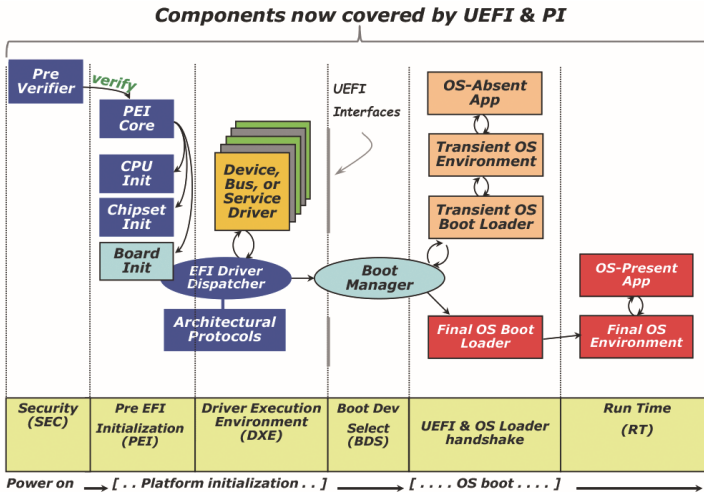 Components now covered by UEFI & PI
Pre
Verifier
verify
PEI
Core
CPU
Init
Chipset
Init
Board
Init
Device,
Bus, or
Service
Driver
EFI Driver
Dispatcher
Architectural
Protocols
UEFI
Interfaces
Boot
Manager
OS-Absent
App
Transient OS
Environment
Transient OS
Boot Loader
Final OS Boot
Loader
OS-Present
App
Final OS
Environment
Security
(SEC)
Pre EFI
Initialization
(PEI)
Driver Execution
Environment
(DXE)
Boot Dev
Select
(BDS)
UEFI & OS Loader
handshake
Run Time
(RT)
Power on
[ . . Platform initialization . . ]
[ . . . . OS boot . . . . ]